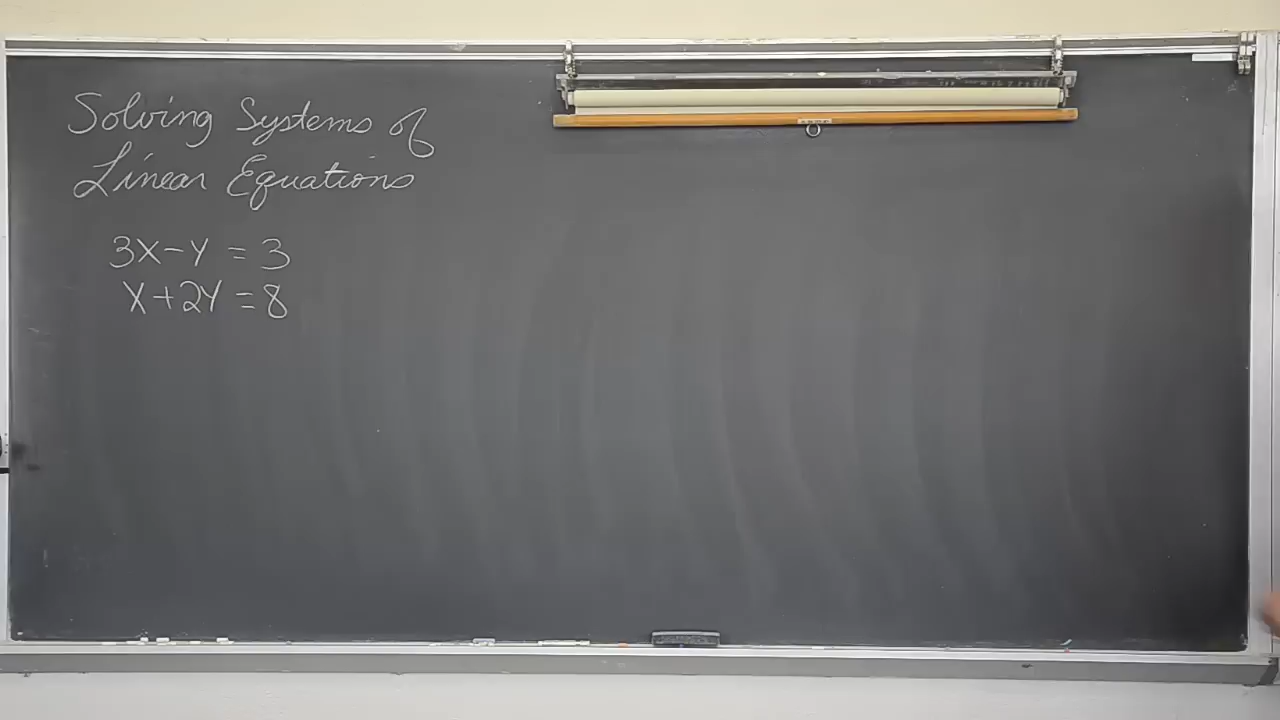 Solving Systems of
Linear Equations
3X-Y = 3
X+2Y = 8